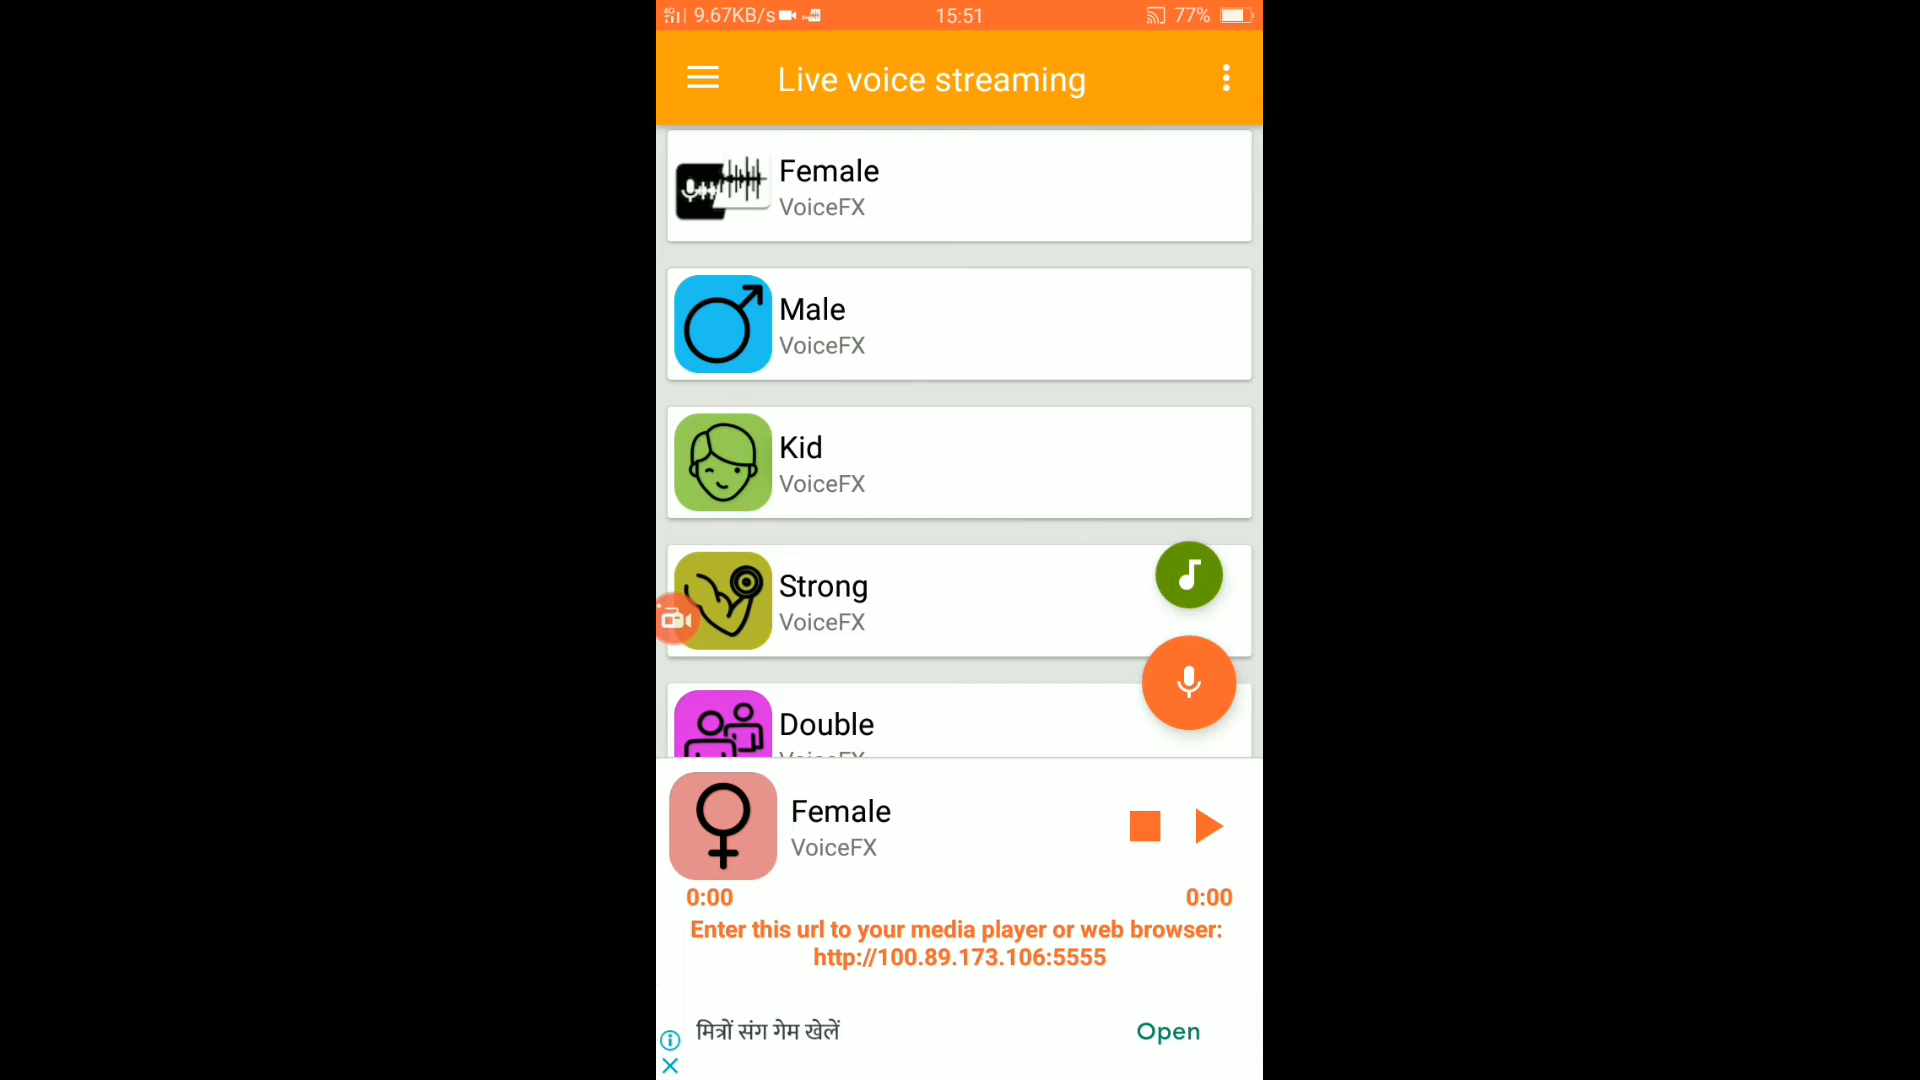 4G 9.67KB/s 15:51 77%
Live voice streaming
Female
VoiceFX
Male
VoiceFX
Kid
VoiceFX
Strong
VoiceFX
Double
VoiceFX
Female
VoiceFX
0:00 0:00
Enter this url to your media player or web browser:
http://100.89.173.106:5555
मित्रों संग गेम खेलें Open